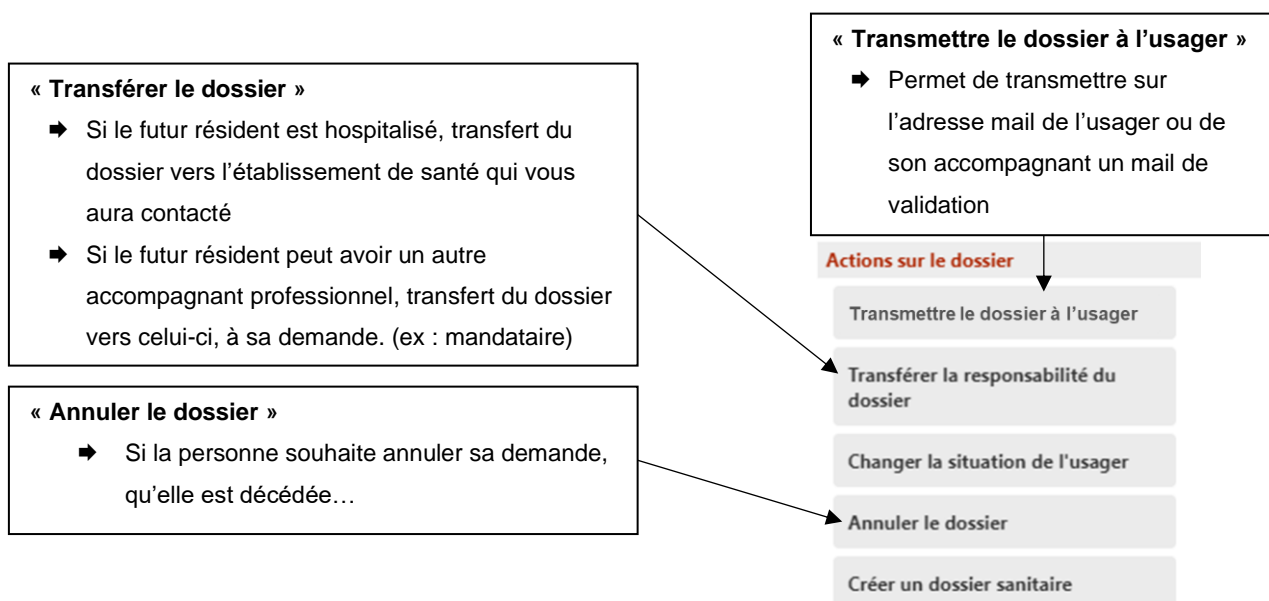 « Transmettre le dossier à l’usager »
➔ Permet de transmettre sur
l’adresse mail de l’usager ou de
son accompagnant un mail de
validation
« Transférer le dossier »
➔ Si le futur résident est hospitalisé, transfert du
dossier vers l’établissement de santé qui vous
aura contacté
➔ Si le futur résident peut avoir un autre
accompagnant professionnel, transfert du dossier
vers celui-ci, à sa demande. (ex : mandataire)
« Annuler le dossier »
➔ Si la personne souhaite annuler sa demande,
qu’elle est décédée…
Actions sur le dossier
Transmettre le dossier à l’usager
Transférer la responsabilité du
dossier
Changer la situation de l'usager
Annuler le dossier
Créer un dossier sanitaire